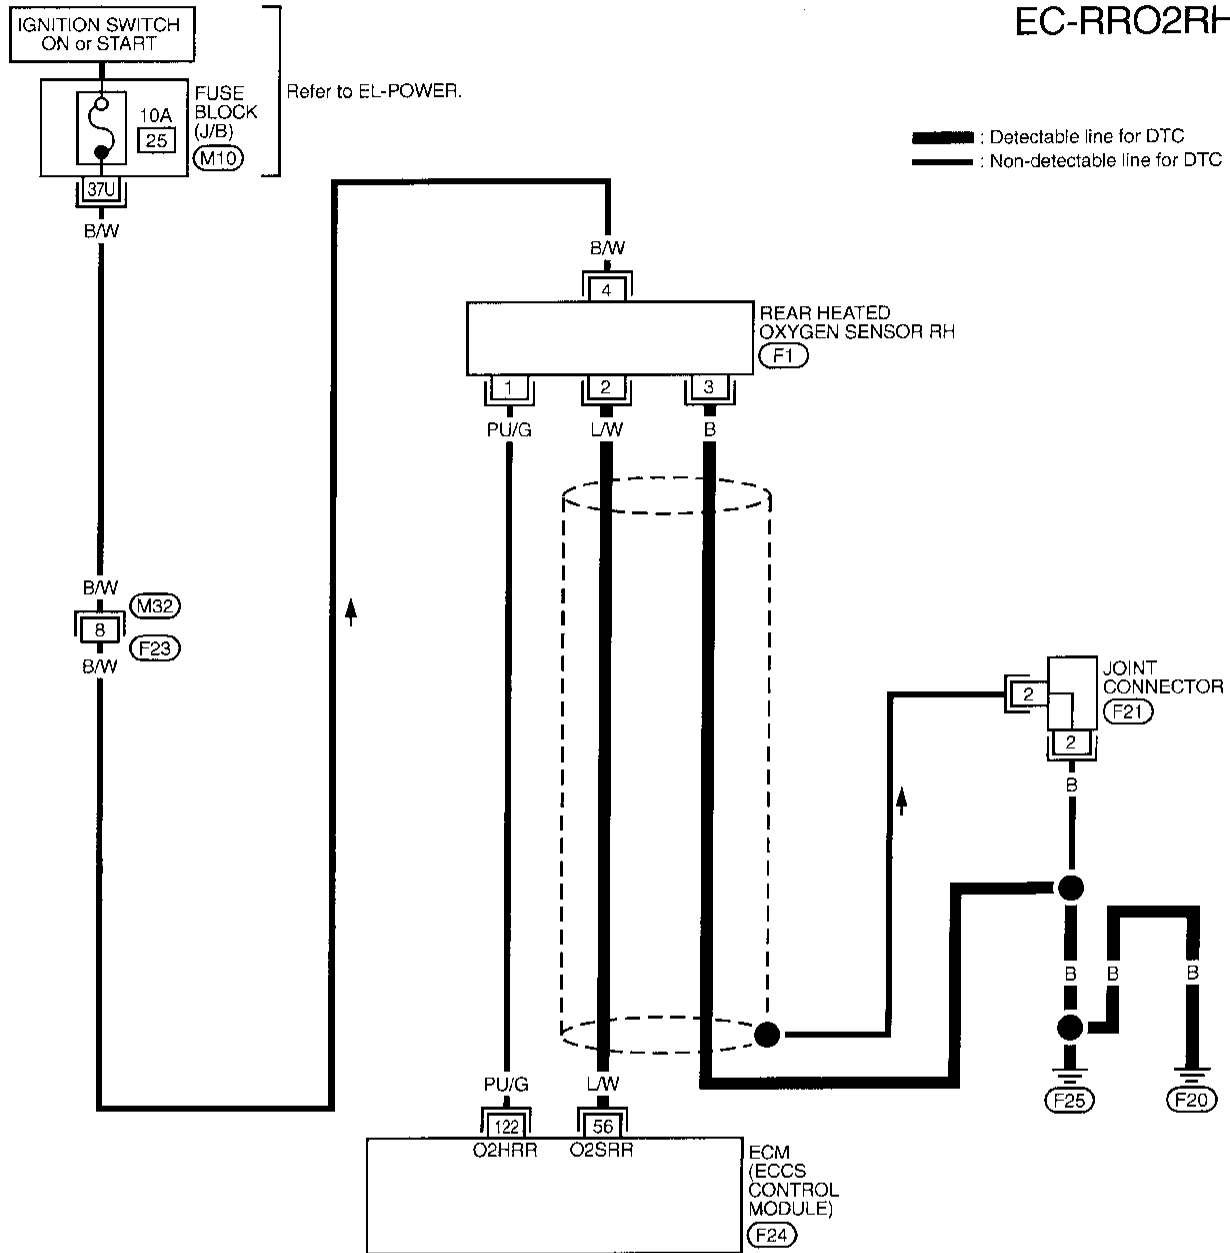 EC-RRO2RH
IGNITION SWITCH
ON or START
FUSE
BLOCK
(J/B)
M10
10A
25
Refer to EL-POWER.
: Detectable line for DTC
: Non-detectable line for DTC
37U
B/W
B/W
4
REAR HEATED
OXYGEN SENSOR RH
F1
1
2
3
PU/G
L/W
B
B/W
M32
8
F23
B/W
JOINT
CONNECTOR
F21
2
2
B
B
B
B
F25
F20
PU/G
L/W
122
56
O2HRR
O2SRR
ECM
(ECCS
CONTROL
MODULE)
F24